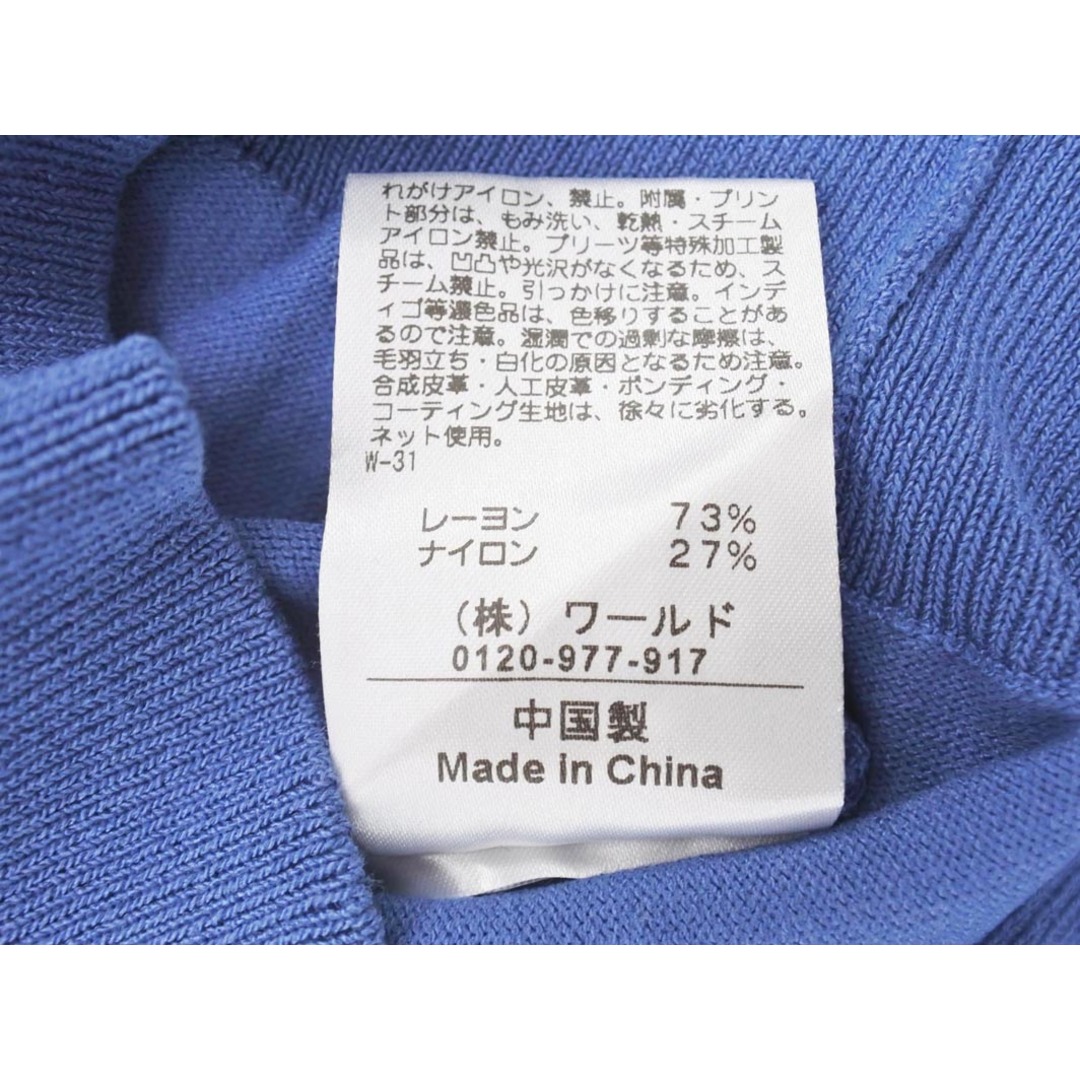 れがけアイロン、禁止。附属・プリン
ト部分は、もみ洗い、乾熱・スチーム
アイロン禁止。プリーツ等特殊加工製
品は、凹凸や光沢がなくなるため、ス
チーム禁止。引っかけに注意。インデ
ィゴ等濃色品は、色移りすることがあ
るので注意。湿潤での過剰な摩擦は、
毛羽立ち・白化の原因となるため注意。
合成皮革・人工皮革・ボンディング・
コーティング生地は、徐々に劣化する。
ネット使用。
W-31
レーヨン 73%
ナイロン 27%
（株）ワールド
0120-977-917
中国製
Made in China